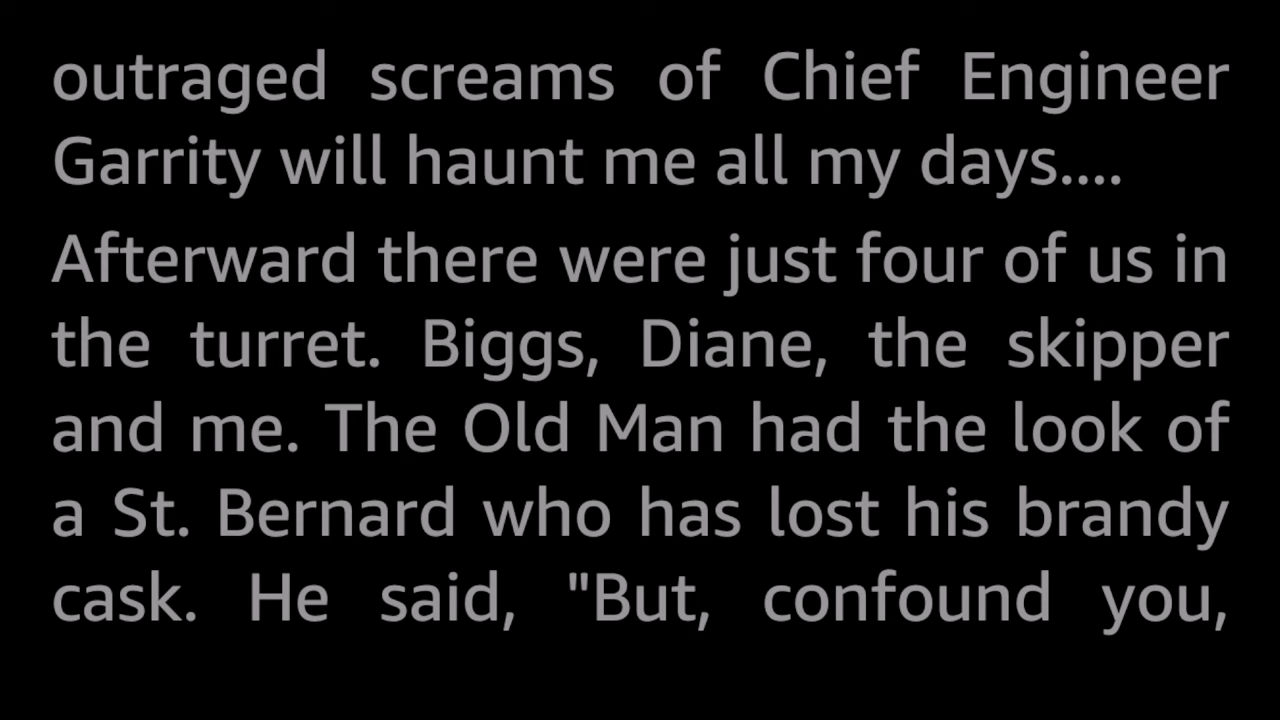 outraged screams of Chief Engineer
Garrity will haunt me all my days....
Afterward there were just four of us in
the turret. Biggs, Diane, the skipper
and me. The Old Man had the look of
a St. Bernard who has lost his brandy
cask. He said, "But, confound you,